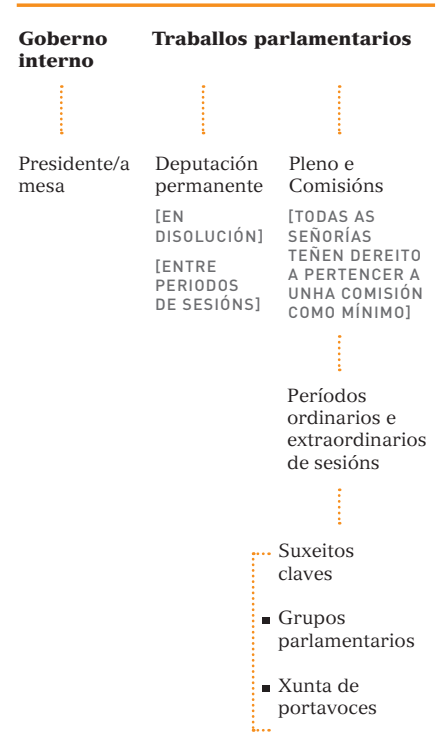 Goberno
interno
Traballos parlamentarios
Presidente/a
mesa
Deputación
permanente
[EN
DISOLUCIÓN]
[ENTRE
PERIODOS
DE SESIÓNS]
Pleno e
Comisións
[TODAS AS
SEÑORÍAS
TEÑEN DEREITO
A PERTENCER A
UNHA COMISIÓN
COMO MÍNIMO]
Períodos
ordinarios e
extraordinarios
de sesións
Suxeitos
claves
Grupos
parlamentarios
Xunta de
portavoces